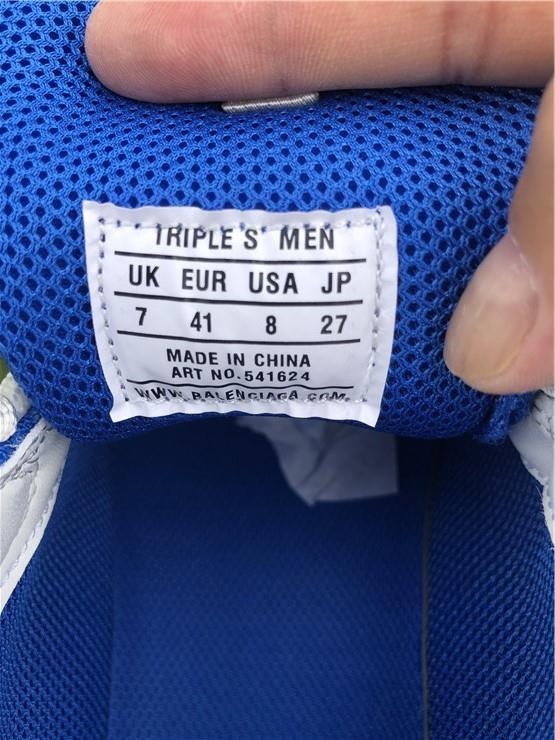 TRIPLE S MEN
UK EUR USA JP
7 41 8 27
MADE IN CHINA
ART NO.541624
WWW.BALENCIAGA.COM